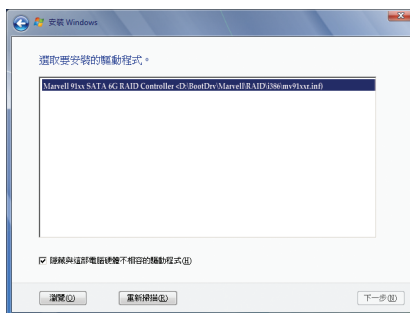 安裝 Windows
選取要安裝的驅動程式。
Marvell 91xx SATA 6G RAID Controller <D:\BootDrv\Marvell\RAID\i386\mv91xxr.inf)
隱藏與這部電腦硬體不相容的驅動程式(H)
瀏覽(O)
重新掃描(R)
下一步(N)